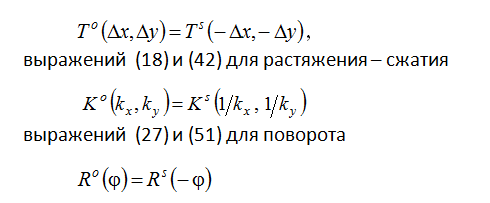 T^o(Δx,Δy)=T^s(−Δx,−Δy),
выражений (18) и (42) для растяжения – сжатия
K^o(k_x,k_y)=K^s(1/k_x, 1/k_y)
выражений (27) и (51) для поворота
R^o(φ)=R^s(−φ)